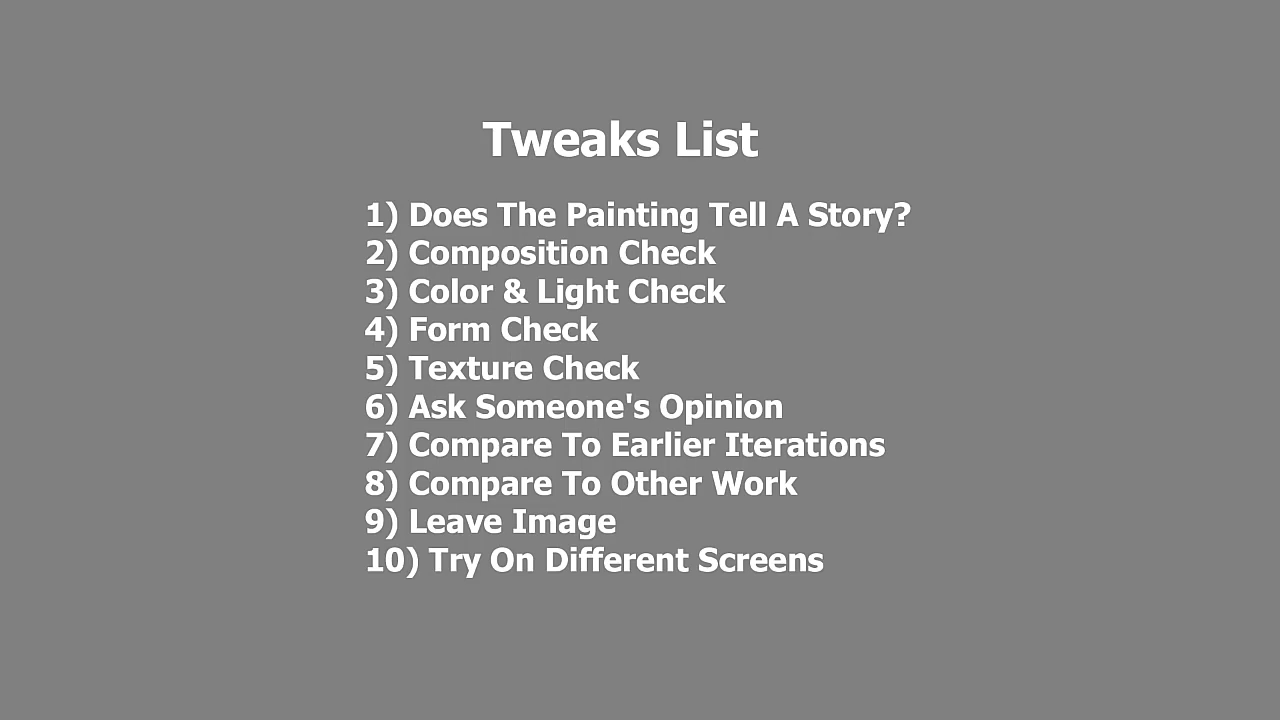 Tweaks List
1) Does The Painting Tell A Story?
2) Composition Check
3) Color & Light Check
4) Form Check
5) Texture Check
6) Ask Someone's Opinion
7) Compare To Earlier Iterations
8) Compare To Other Work
9) Leave Image
10) Try On Different Screens